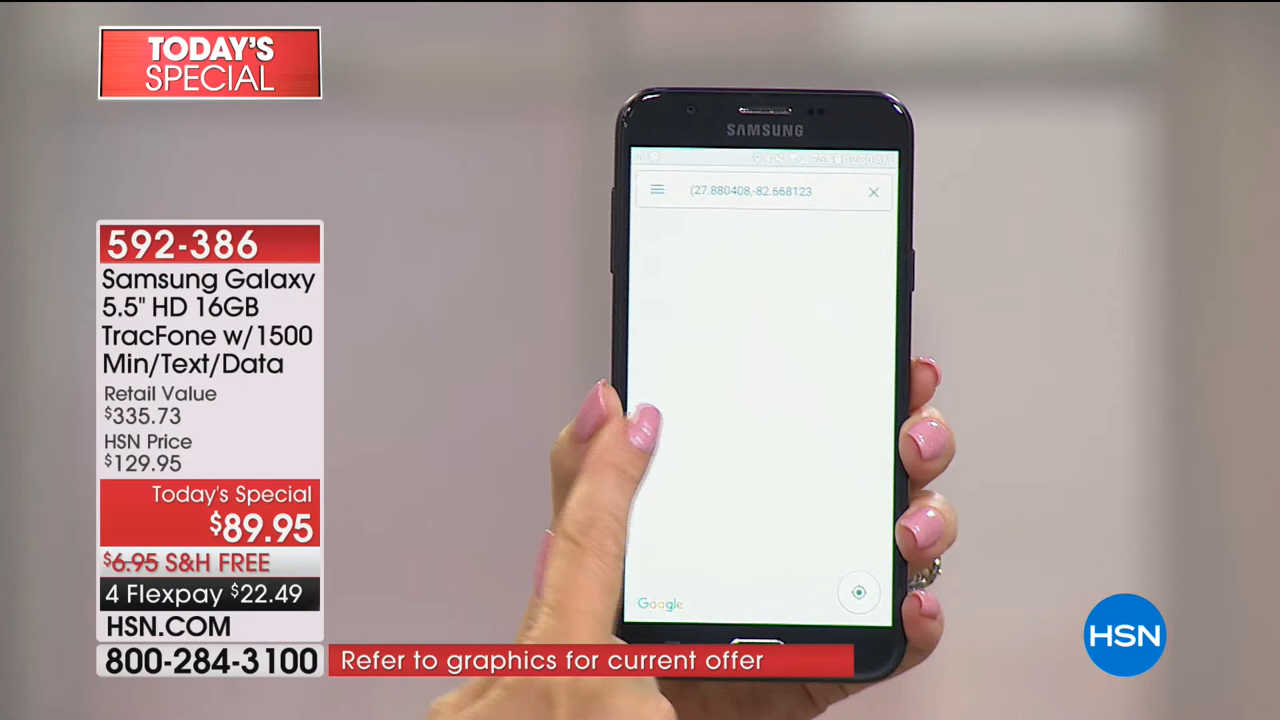 TODAY'S
SPECIAL
592-386
Samsung Galaxy
5.5" HD 16GB
TracFone w/1500
Min/Text/Data
Retail Value
$335.73
HSN Price
$129.95
Today's Special
$89.95
$6.95 S&H FREE
4 Flexpay $22.49
HSN.COM
800-284-3100
Refer to graphics for current offer
SAMSUNG
(27.880408,-82.668123
Google
HSN